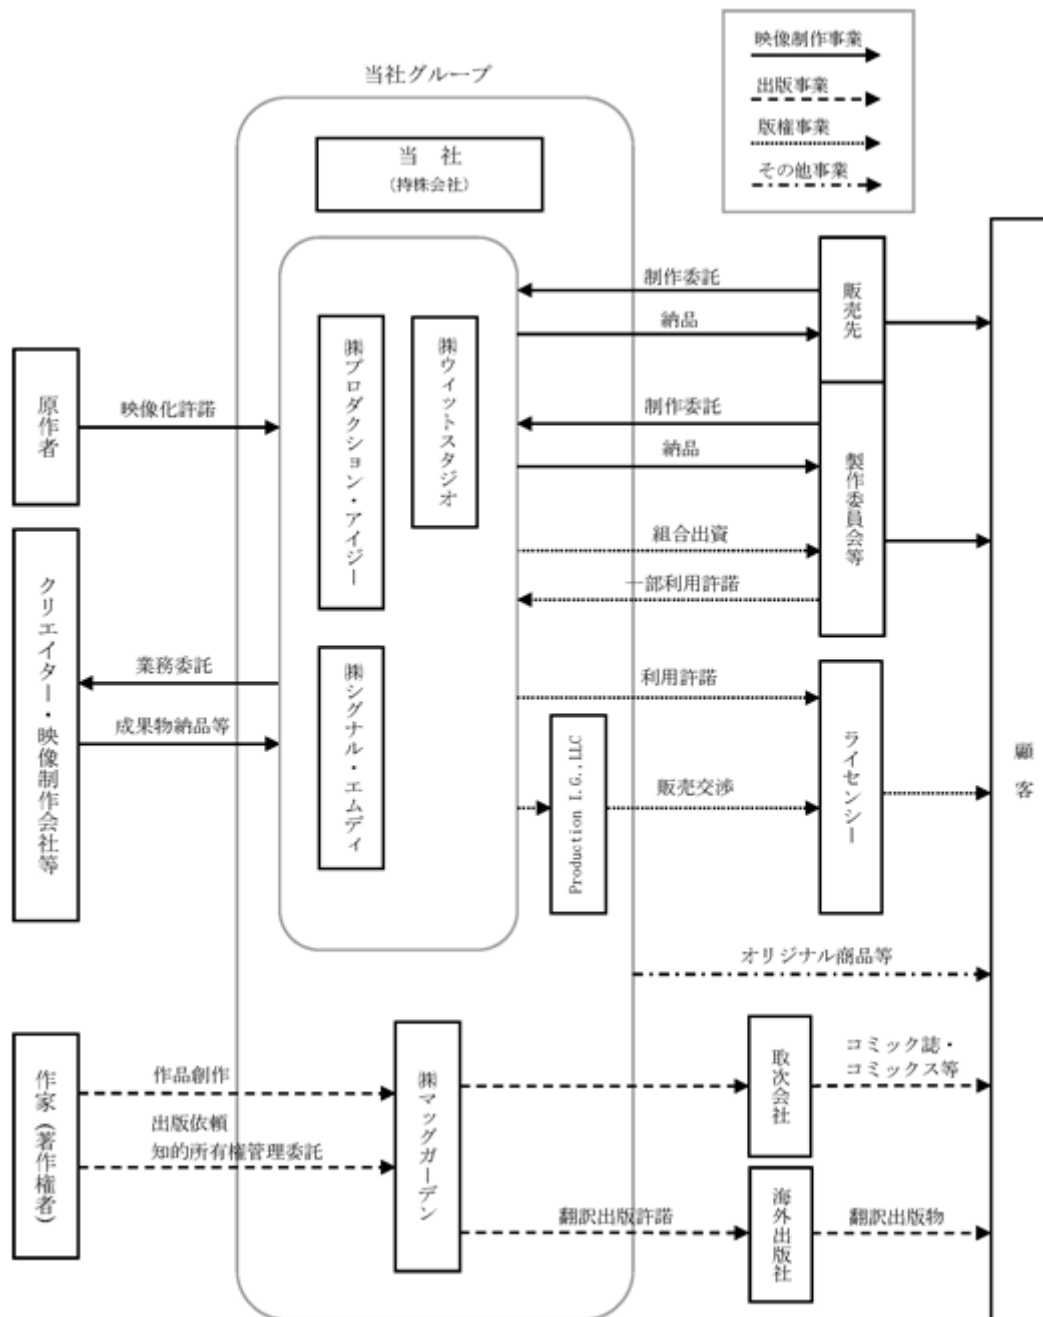 映像制作事業
出版事業
版権事業
その他事業
当社グループ
当 社
(持株会社)
原作者
映像化許諾
クリエイター・映像制作会社等
業務委託
成果物納品等
㈱プロダクション・アイジー
㈱ウィットスタジオ
㈱シグナル・エムディ
制作委託
納品
販売先
制作委託
納品
組合出資
一部利用許諾
製作委員会等
利用許諾
Production I.G.,LLC
販売交渉
ライセンシー
顧客
オリジナル商品等
作家(著作権者)
作品創作
出版依頼
知的所有権管理委託
㈱マッグガーデン
取次会社
コミック誌・
コミックス等
翻訳出版許諾
海外出版社
翻訳出版物